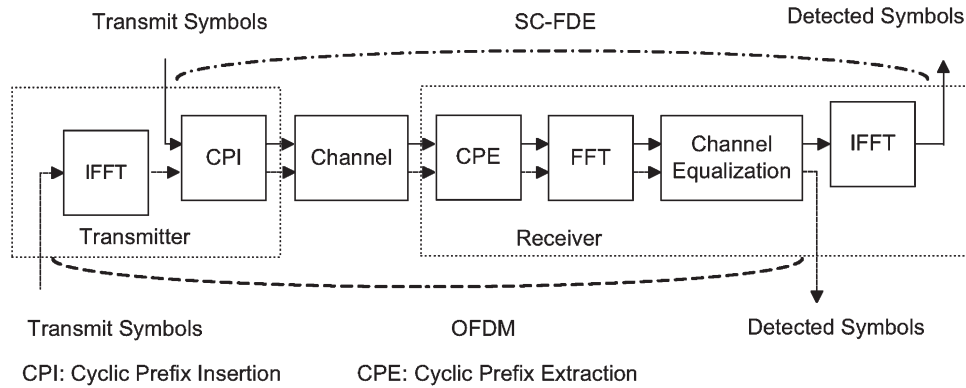 Transmit Symbols
SC-FDE
Detected Symbols
IFFT
CPI
Channel
CPE
FFT
Channel
Equalization
IFFT
Transmitter
Receiver
Transmit Symbols
OFDM
Detected Symbols
CPI: Cyclic Prefix Insertion
CPE: Cyclic Prefix Extraction